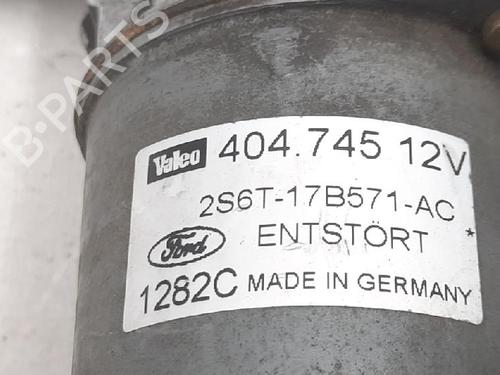 B-PARTS
Valeo 404.745 12V
2S6T-17B571-AC
Ford ENTSTÖRT *
1282C MADE IN GERMANY